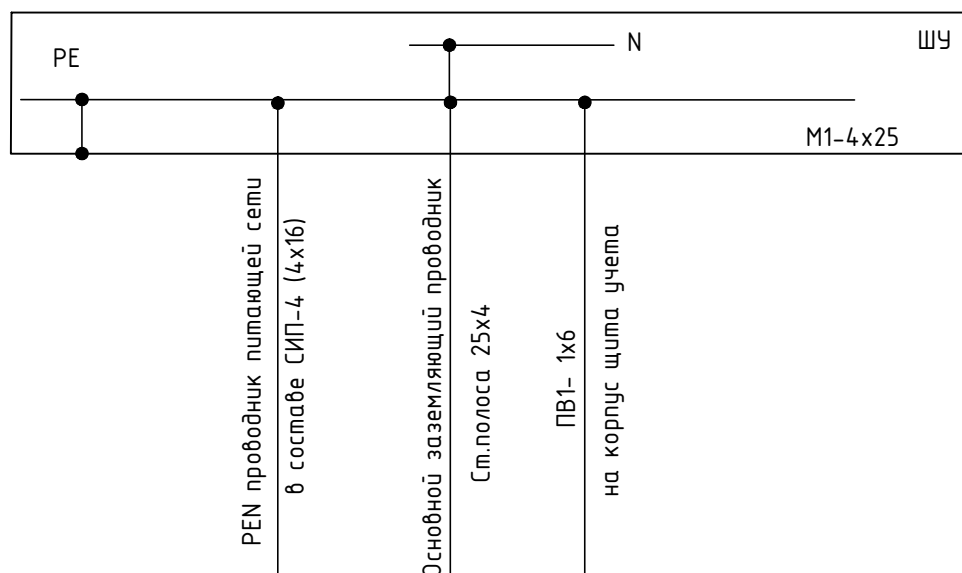 PE
N
ШУ
М1-4х25
PEN проводник питающей сети
в составе СИП-4 (4х16)
Основной заземляющий проводник
Ст.полоса 25х4
ПВ1- 1х6
на корпус щита учета